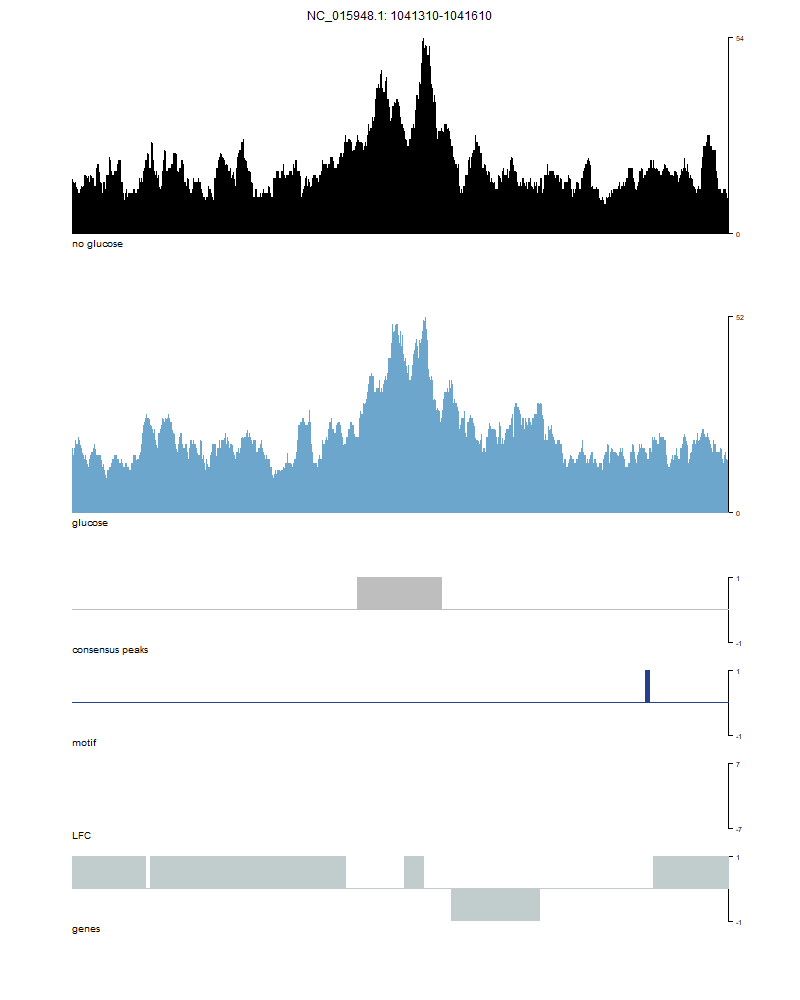 NC_015948.1: 1041310-1041610
54
0
no glucose
52
0
glucose
1
-1
consensus peaks
1
-1
motif
7
-7
LFC
1
-1
genes